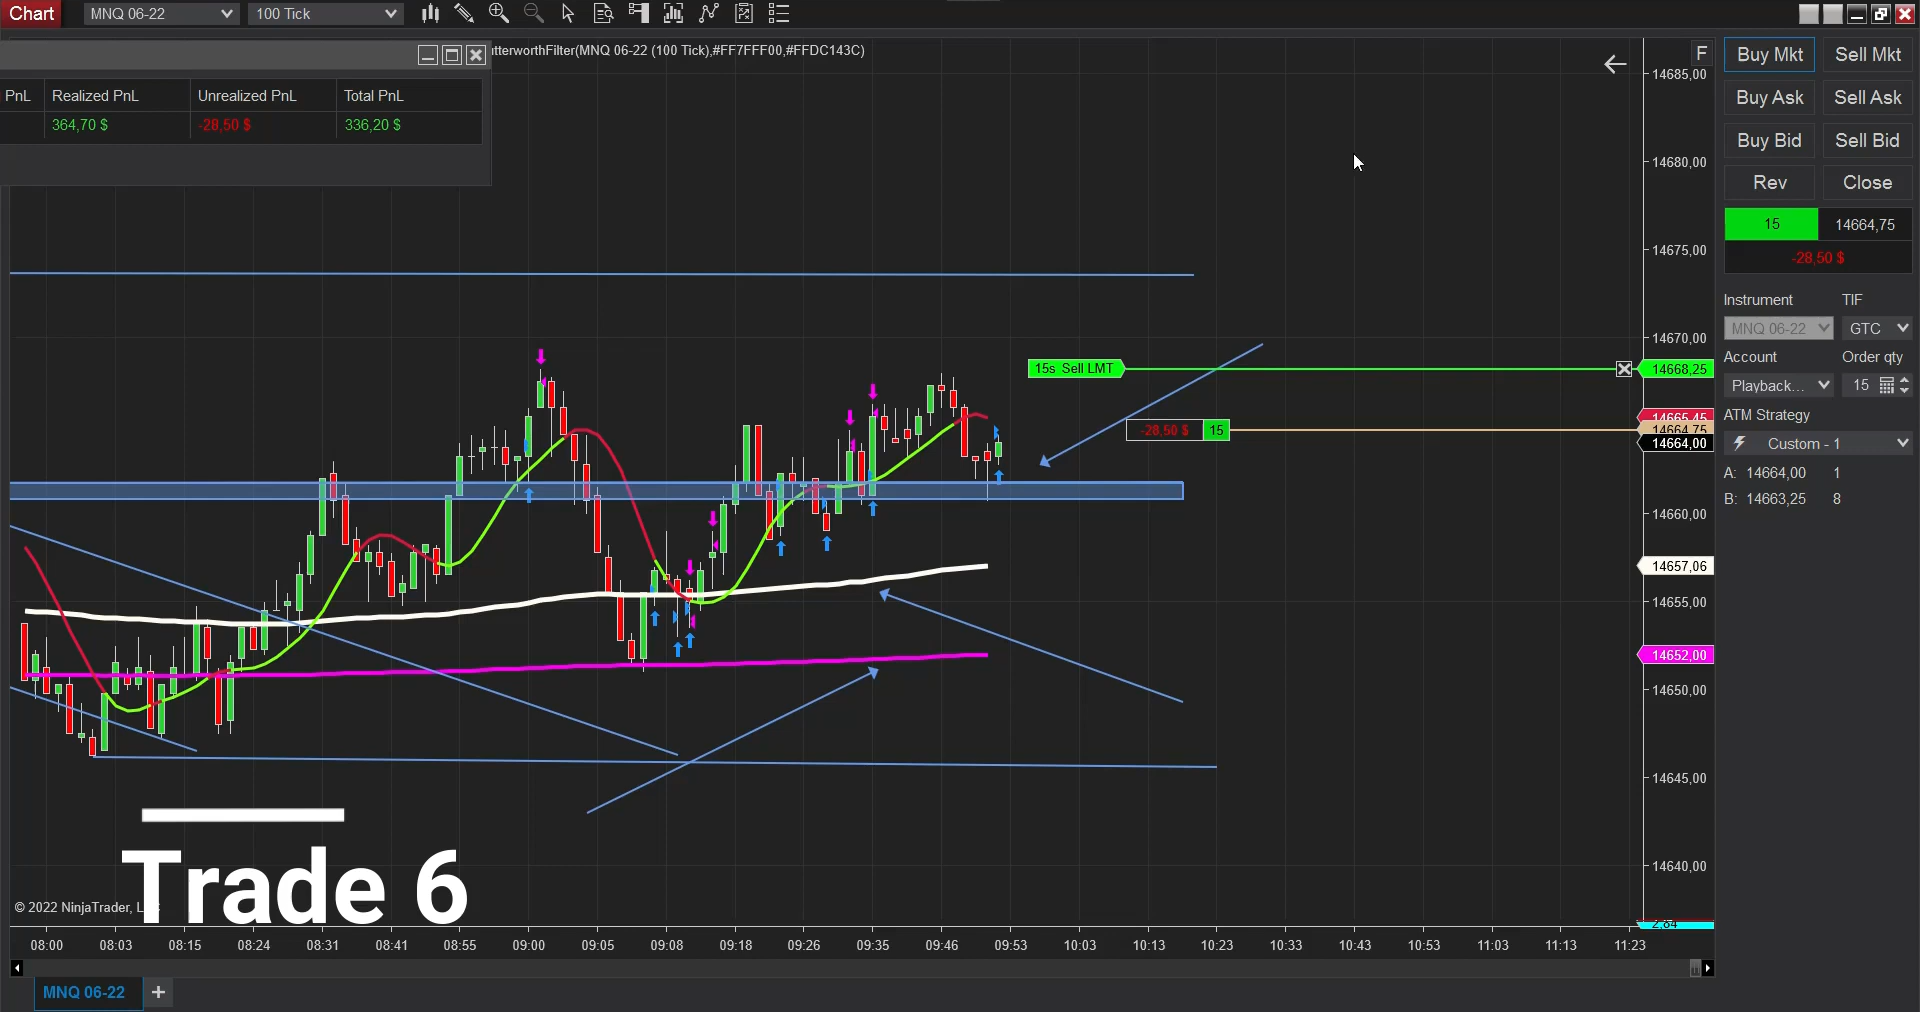 Chart MNQ 06-22 100 Tick
utterworthFilter(MNQ 06-22 (100 Tick),#FF7FFF00,#FFDC143C)
PnL Realized PnL Unrealized PnL Total PnL
364,70 $ -28,50 $ 336,20 $
F
14685,00
14680,00
14675,00
14670,00
15s Sell LMT 14668,25
14665,45
-28,50 $ 15 14664,75
14664,00
14660,00
14657,06
14655,00
14652,00
14650,00
14645,00
14640,00
2,84
Trade 6
© 2022 NinjaTrader, L
08:00 08:03 08:15 08:24 08:31 08:41 08:55 09:00 09:05 09:08 09:18 09:26 09:35 09:46 09:53 10:03 10:13 10:23 10:33 10:43 10:53 11:03 11:13 11:23
MNQ 06-22 +
Buy Mkt Sell Mkt
Buy Ask Sell Ask
Buy Bid Sell Bid
Rev Close
15 14664,75
-28,50 $
Instrument TIF
MNQ 06-22 GTC
Account Order qty
Playback... 15
ATM Strategy
Custom - 1
A: 14664,00 1
B: 14663,25 8